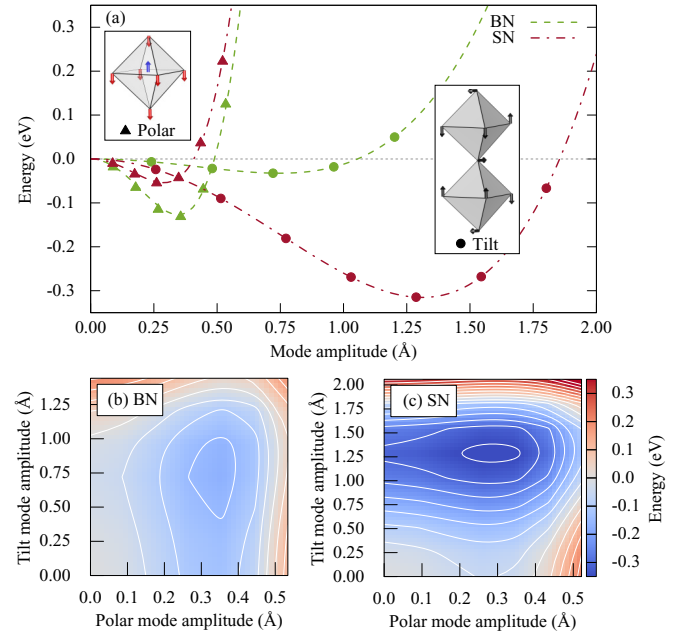 (a)
BN
SN
Polar
Tilt
Energy (eV)
0.3
0.2
0.1
0.0
-0.1
-0.2
-0.3
0.00 0.25 0.50 0.75 1.00 1.25 1.50 1.75 2.00
Mode amplitude (Å)
(b) BN
Tilt mode amplitude (Å)
1.25
1.00
0.75
0.50
0.25
0.00
0.0 0.1 0.2 0.3 0.4 0.5
Polar mode amplitude (Å)
(c) SN
Tilt mode amplitude (Å)
2.00
1.75
1.50
1.25
1.00
0.75
0.50
0.25
0.00
0.0 0.1 0.2 0.3 0.4 0.5
Polar mode amplitude (Å)
0.3
0.2
0.1
0.0
-0.1
-0.2
-0.3
Energy (eV)